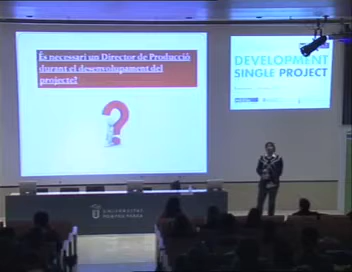 És necessari un Director de Producció
durant el desenvolupament del
projecte?
?
DEVELOPMENT
SINGLE PROJECT
UNIVERSITAT
POMPEU FABRA